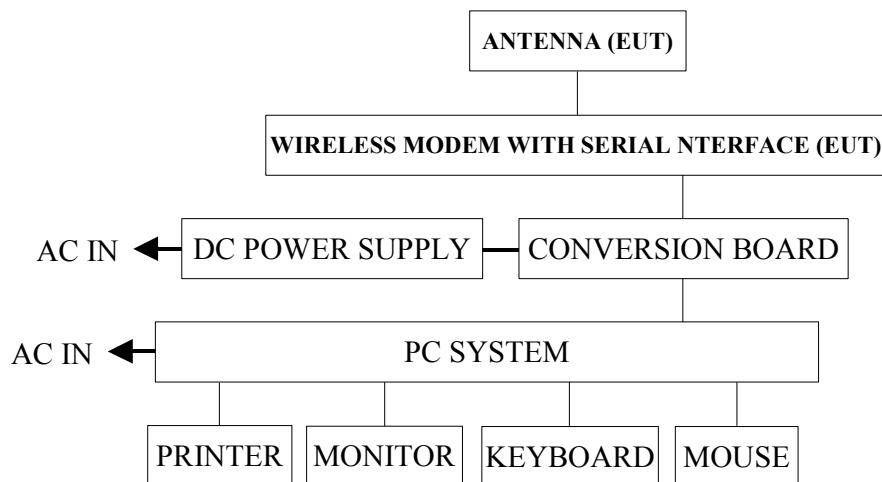 ANTENNA (EUT)
WIRELESS MODEM WITH SERIAL NTERFACE (EUT)
AC IN
DC POWER SUPPLY
CONVERSION BOARD
AC IN
PC SYSTEM
PRINTER
MONITOR
KEYBOARD
MOUSE